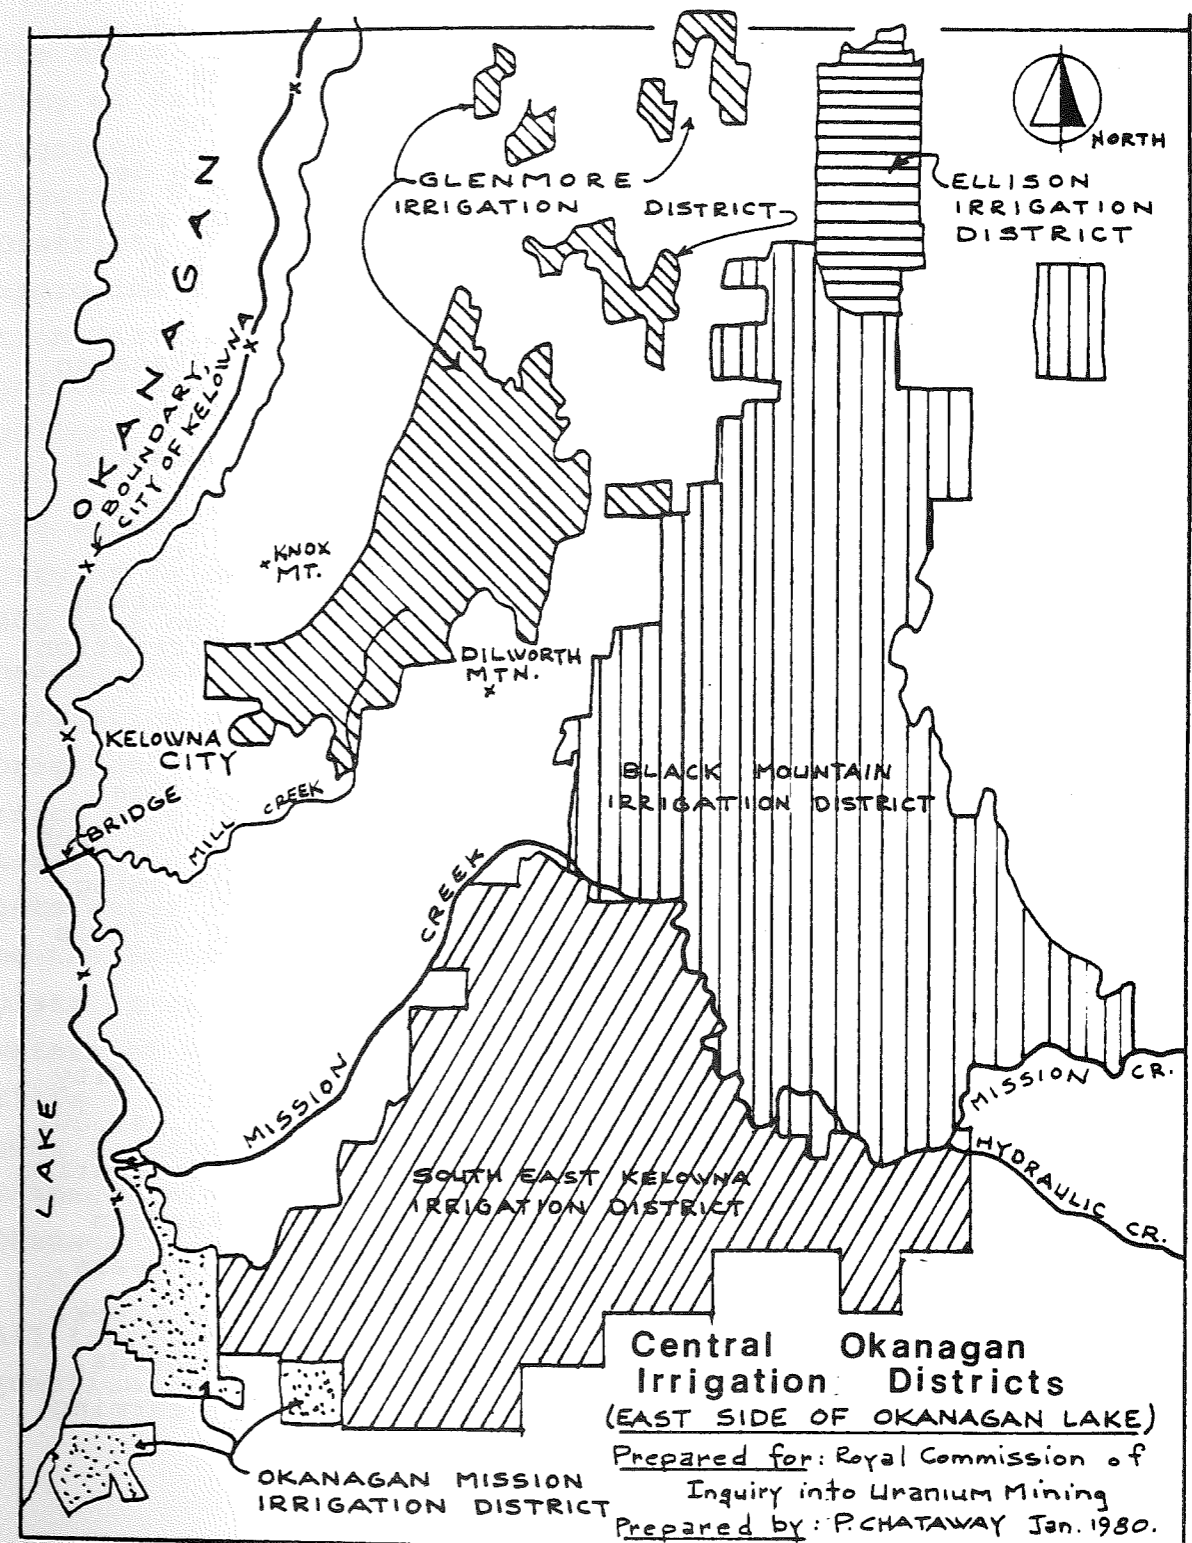 NORTH
GLENMORE
IRRIGATION DISTRICT
ELLISON
IRRIGATION
DISTRICT
OKANAGAN
BOUNDARY,
CITY OF KELOWNA
KNOX
MT.
DILWORTH
MTN.
KELOWNA
CITY
BRIDGE
MILL CREEK
BLACK MOUNTAIN
IRRIGATION DISTRICT
MISSION CREEK
MISSION CR.
HYDRAULIC CR.
LAKE
SOUTH EAST KELOWNA
IRRIGATION DISTRICT
OKANAGAN MISSION
IRRIGATION DISTRICT
Central Okanagan
Irrigation Districts
(EAST SIDE OF OKANAGAN LAKE)
Prepared for: Royal Commission of
Inquiry into Uranium Mining
Prepared by: P. CHATAWAY Jan. 1980.